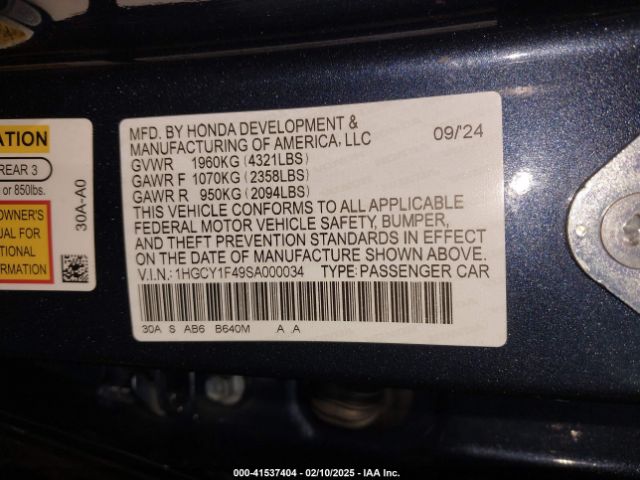 ATION
REAR 3
or 850lbs.
OWNER'S
UAL FOR
TIONAL
MATION
30A-A0
MFD. BY HONDA DEVELOPMENT &
MANUFACTURING OF AMERICA, LLC 09/'24
GVWR 1960KG (4321LBS)
GAWR F 1070KG (2358LBS)
GAWR R 950KG (2094LBS)
THIS VEHICLE CONFORMS TO ALL APPLICABLE
FEDERAL MOTOR VEHICLE SAFETY, BUMPER,
AND THEFT PREVENTION STANDARDS IN EFFECT
ON THE DATE OF MANUFACTURE SHOWN ABOVE.
V.I.N.: 1HGCY1F49SA000034 TYPE: PASSENGER CAR
30A S AB6 B640M A .A
000-41537404 — 02/10/2025 — IAA Inc.